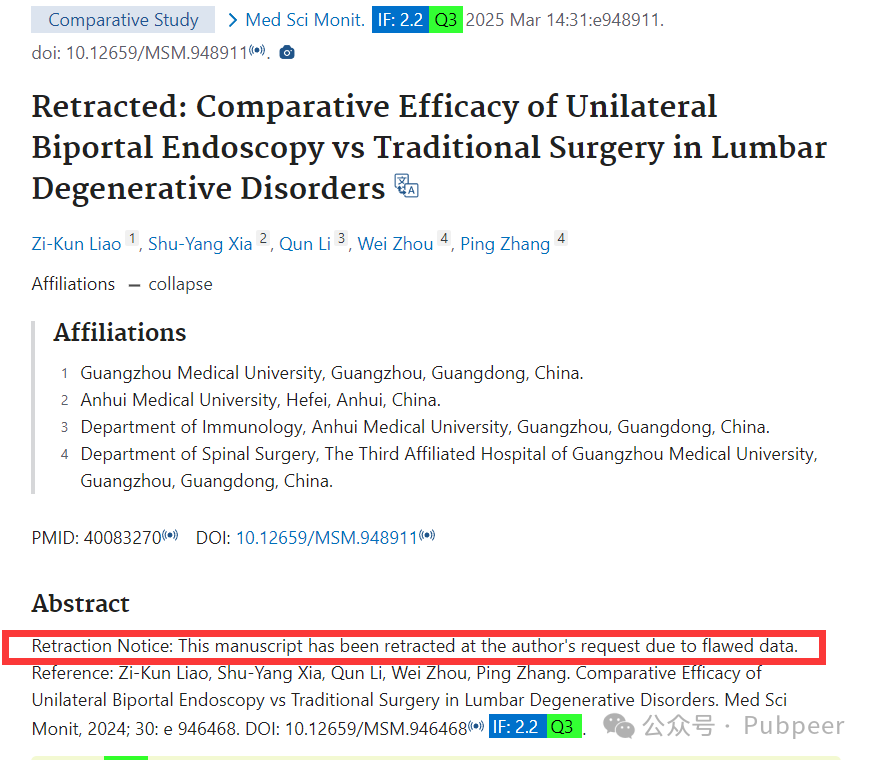 Comparative Study > Med Sci Monit. IF: 2.2 Q3 2025 Mar 14:31:e948911.
doi: 10.12659/MSM.948911.
Retracted: Comparative Efficacy of Unilateral
Biportal Endoscopy vs Traditional Surgery in Lumbar
Degenerative Disorders
Zi-Kun Liao 1, Shu-Yang Xia 2, Qun Li 3, Wei Zhou 4, Ping Zhang 4
Affiliations — collapse
Affiliations
1 Guangzhou Medical University, Guangzhou, Guangdong, China.
2 Anhui Medical University, Hefei, Anhui, China.
3 Department of Immunology, Anhui Medical University, Guangzhou, Guangdong, China.
4 Department of Spinal Surgery, The Third Affiliated Hospital of Guangzhou Medical University,
Guangzhou, Guangdong, China.
PMID: 40083270 DOI: 10.12659/MSM.948911
Abstract
Retraction Notice: This manuscript has been retracted at the author's request due to flawed data.
Reference: Zi-Kun Liao, Shu-Yang Xia, Qun Li, Wei Zhou, Ping Zhang. Comparative Efficacy of
Unilateral Biportal Endoscopy vs Traditional Surgery in Lumbar Degenerative Disorders. Med Sci
Monit, 2024; 30: e 946468. DOI: 10.12659/MSM.946468 IF: 2.2 Q3.
公众号 · Pubpeer